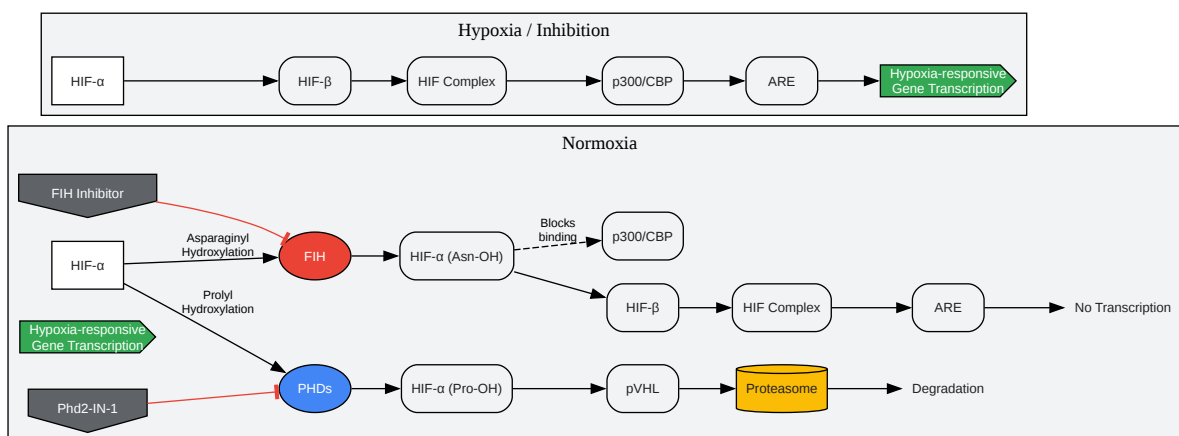 Hypoxia / Inhibition
HIF-α
HIF-β
HIF Complex
p300/CBP
ARE
Hypoxia-responsive
Gene Transcription
Normoxia
FIH Inhibitor
HIF-α
Asparaginyl
Hydroxylation
FIH
HIF-α (Asn-OH)
Blocks
binding
p300/CBP
HIF-β
HIF Complex
ARE
No Transcription
Prolyl
Hydroxylation
Hypoxia-responsive
Gene Transcription
Phd2-IN-1
PHDs
HIF-α (Pro-OH)
pVHL
Proteasome
Degradation